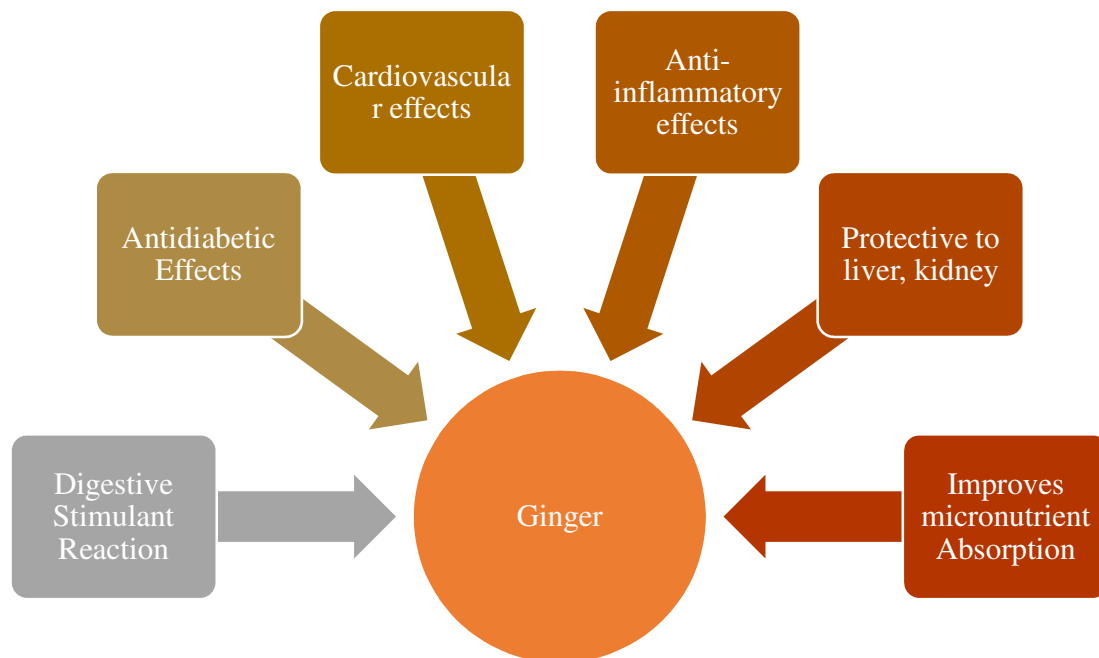 Cardiovascula
r effects
Anti-
inflammatory
effects
Antidiabetic
Effects
Protective to
liver, kidney
Digestive
Stimulant
Reaction
Ginger
Improves
micronutrient
Absorption